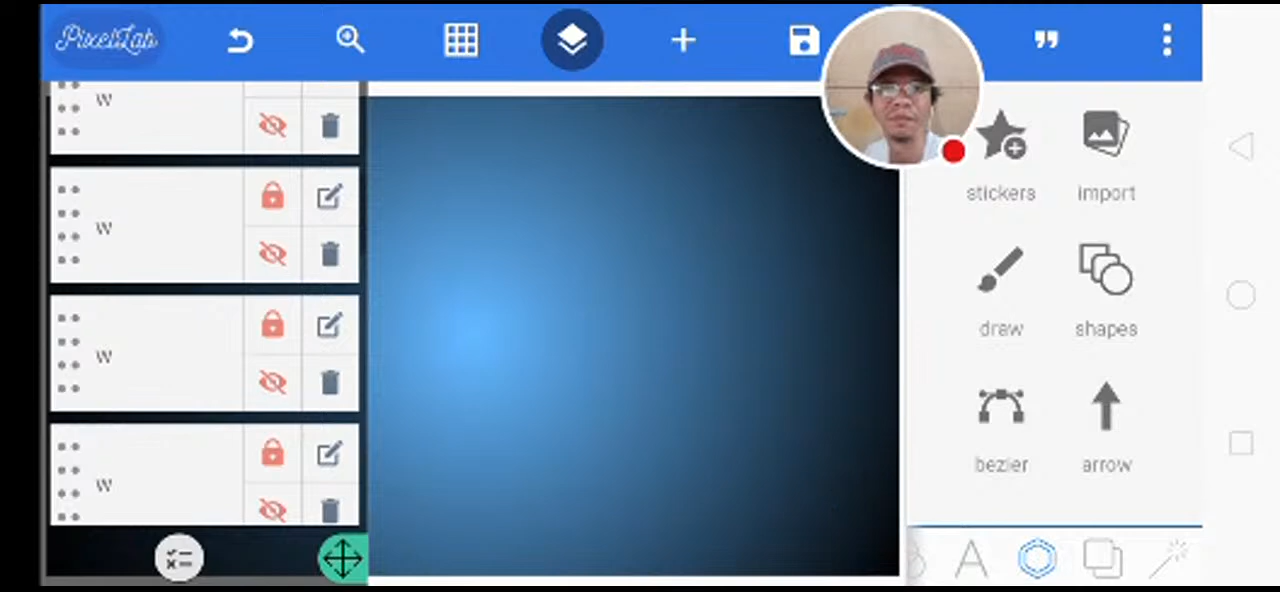 PixelLab
W
W
W
W
stickers
import
draw
shapes
bezier
arrow